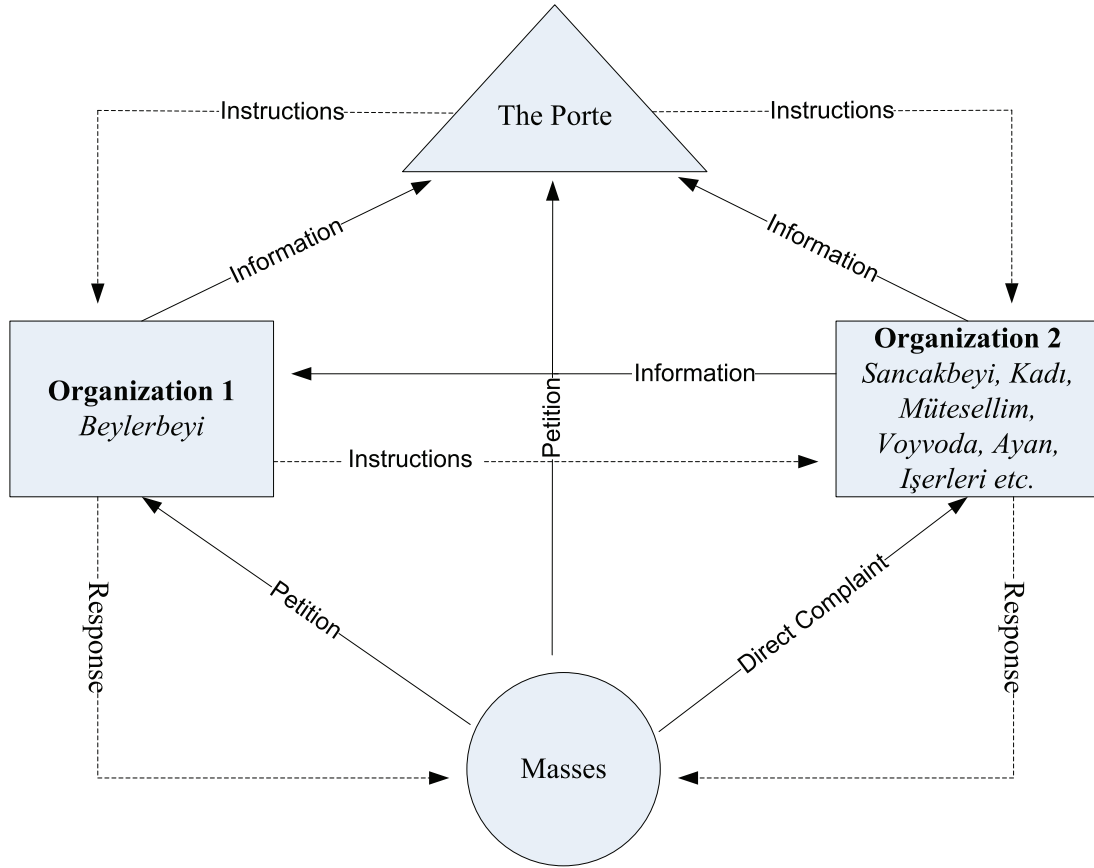 The Porte
Instructions
Instructions
Information
Information
Organization 1
Beylerbeyi
Organization 2
Sancakbeyi, Kadı,
Mütesellim,
Voyvoda, Ayan,
Işerleri etc.
Information
Petition
Instructions
Response
Petition
Direct Complaint
Response
Masses